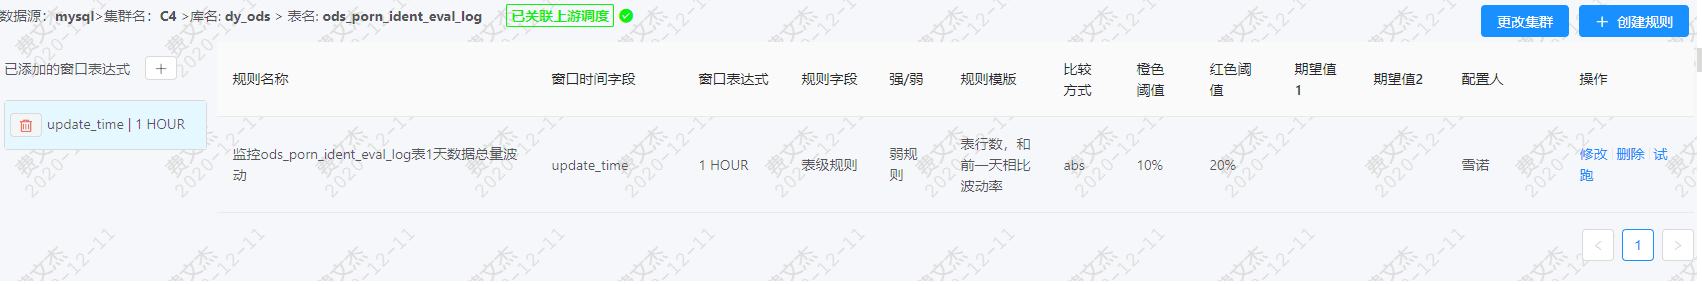 数据源：mysql>集群名：C4 >库名: dy_ods > 表名: ods_porn_ident_eval_log 已关联上游调度
更改集群
＋ 创建规则
已添加的窗口表达式 ＋
update_time | 1 HOUR
规则名称 窗口时间字段 窗口表达式 规则字段 强/弱 规则模版 比较方式 橙色阈值 红色阈值 期望值1 期望值2 配置人 操作
监控ods_porn_ident_eval_log表1天数据总量波动 update_time 1 HOUR 表级规则 弱规则 表行数，和前一天相比波动率 abs 10% 20% 雪诺 修改 删除 试跑
< 1 >
费文杰
2020-12-11